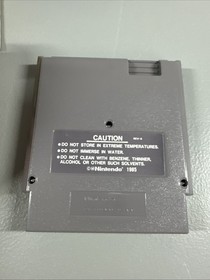 CAUTION
● DO NOT STORE IN EXTREME TEMPERATURES.
● DO NOT IMMERSE IN WATER.
● DO NOT CLEAN WITH BENZENE, THINNER,
ALCOHOL OR OTHER SUCH SOLVENTS.
©Nintendo 1985